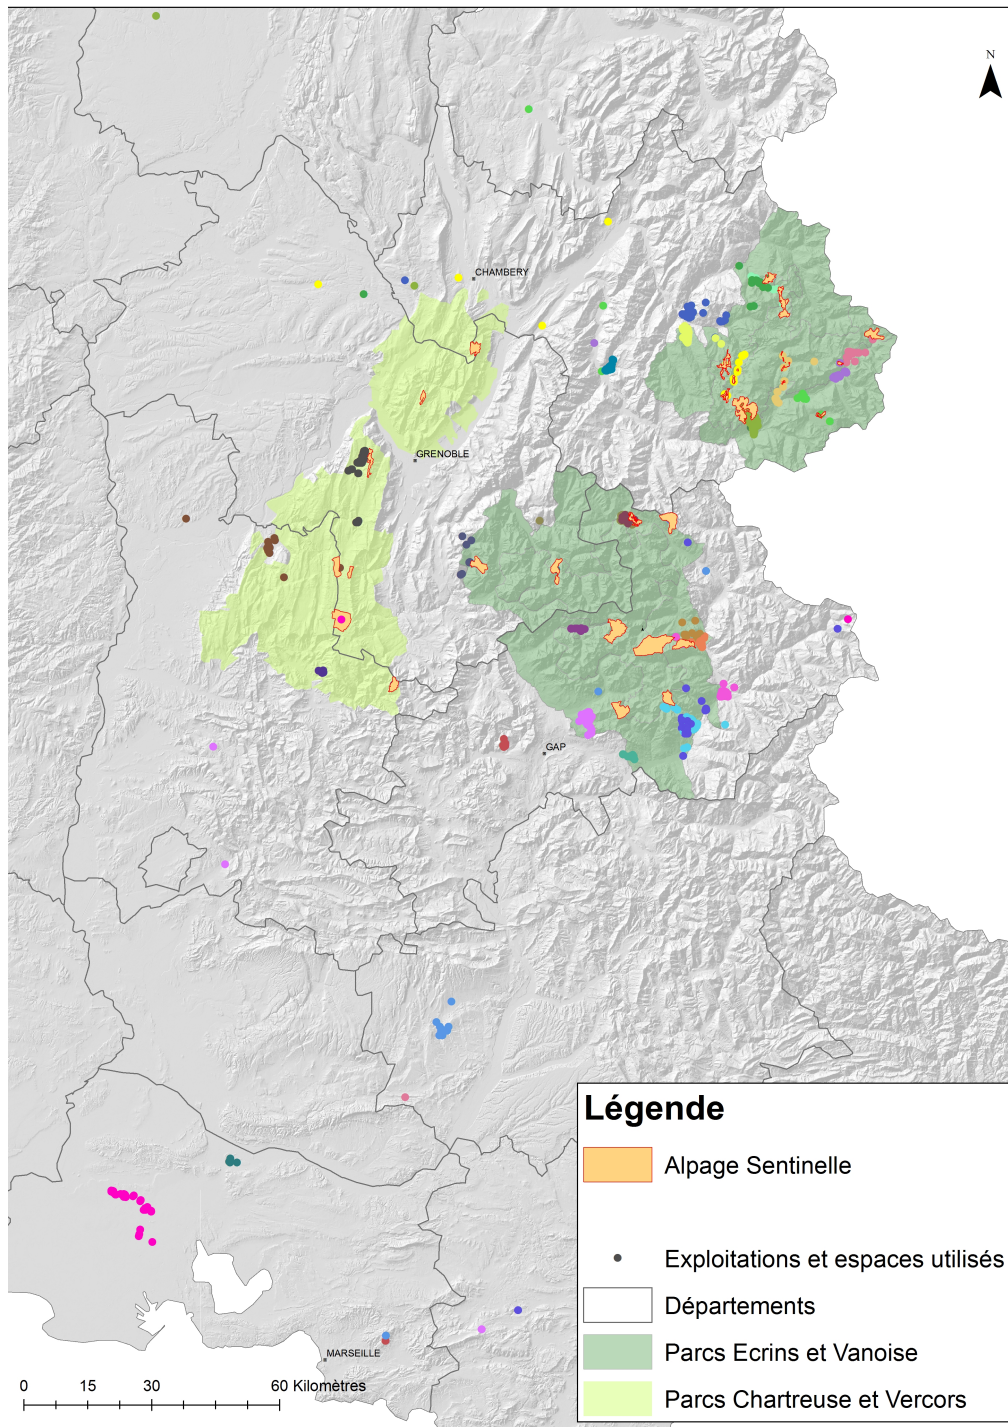 N
CHAMBERY
GRENOBLE
GAP
Légende
Alpage Sentinelle
Exploitations et espaces utilisés
Départements
Parcs Ecrins et Vanoise
Parcs Chartreuse et Vercors
MARSEILLE
0 15 30 60 Kilomètres